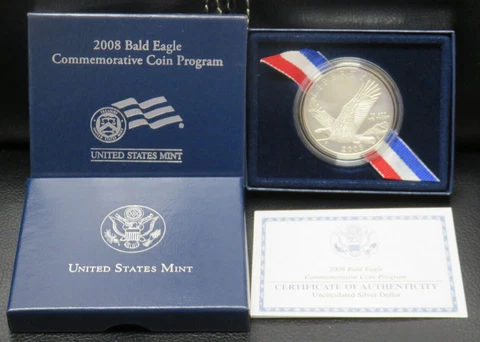 2008 Bald Eagle
Commemorative Coin Program
UNITED STATES MINT
UNITED STATES MINT
2008
2008 Bald Eagle
Commemorative Coin Program
CERTIFICATE OF AUTHENTICITY
Uncirculated Silver Dollar